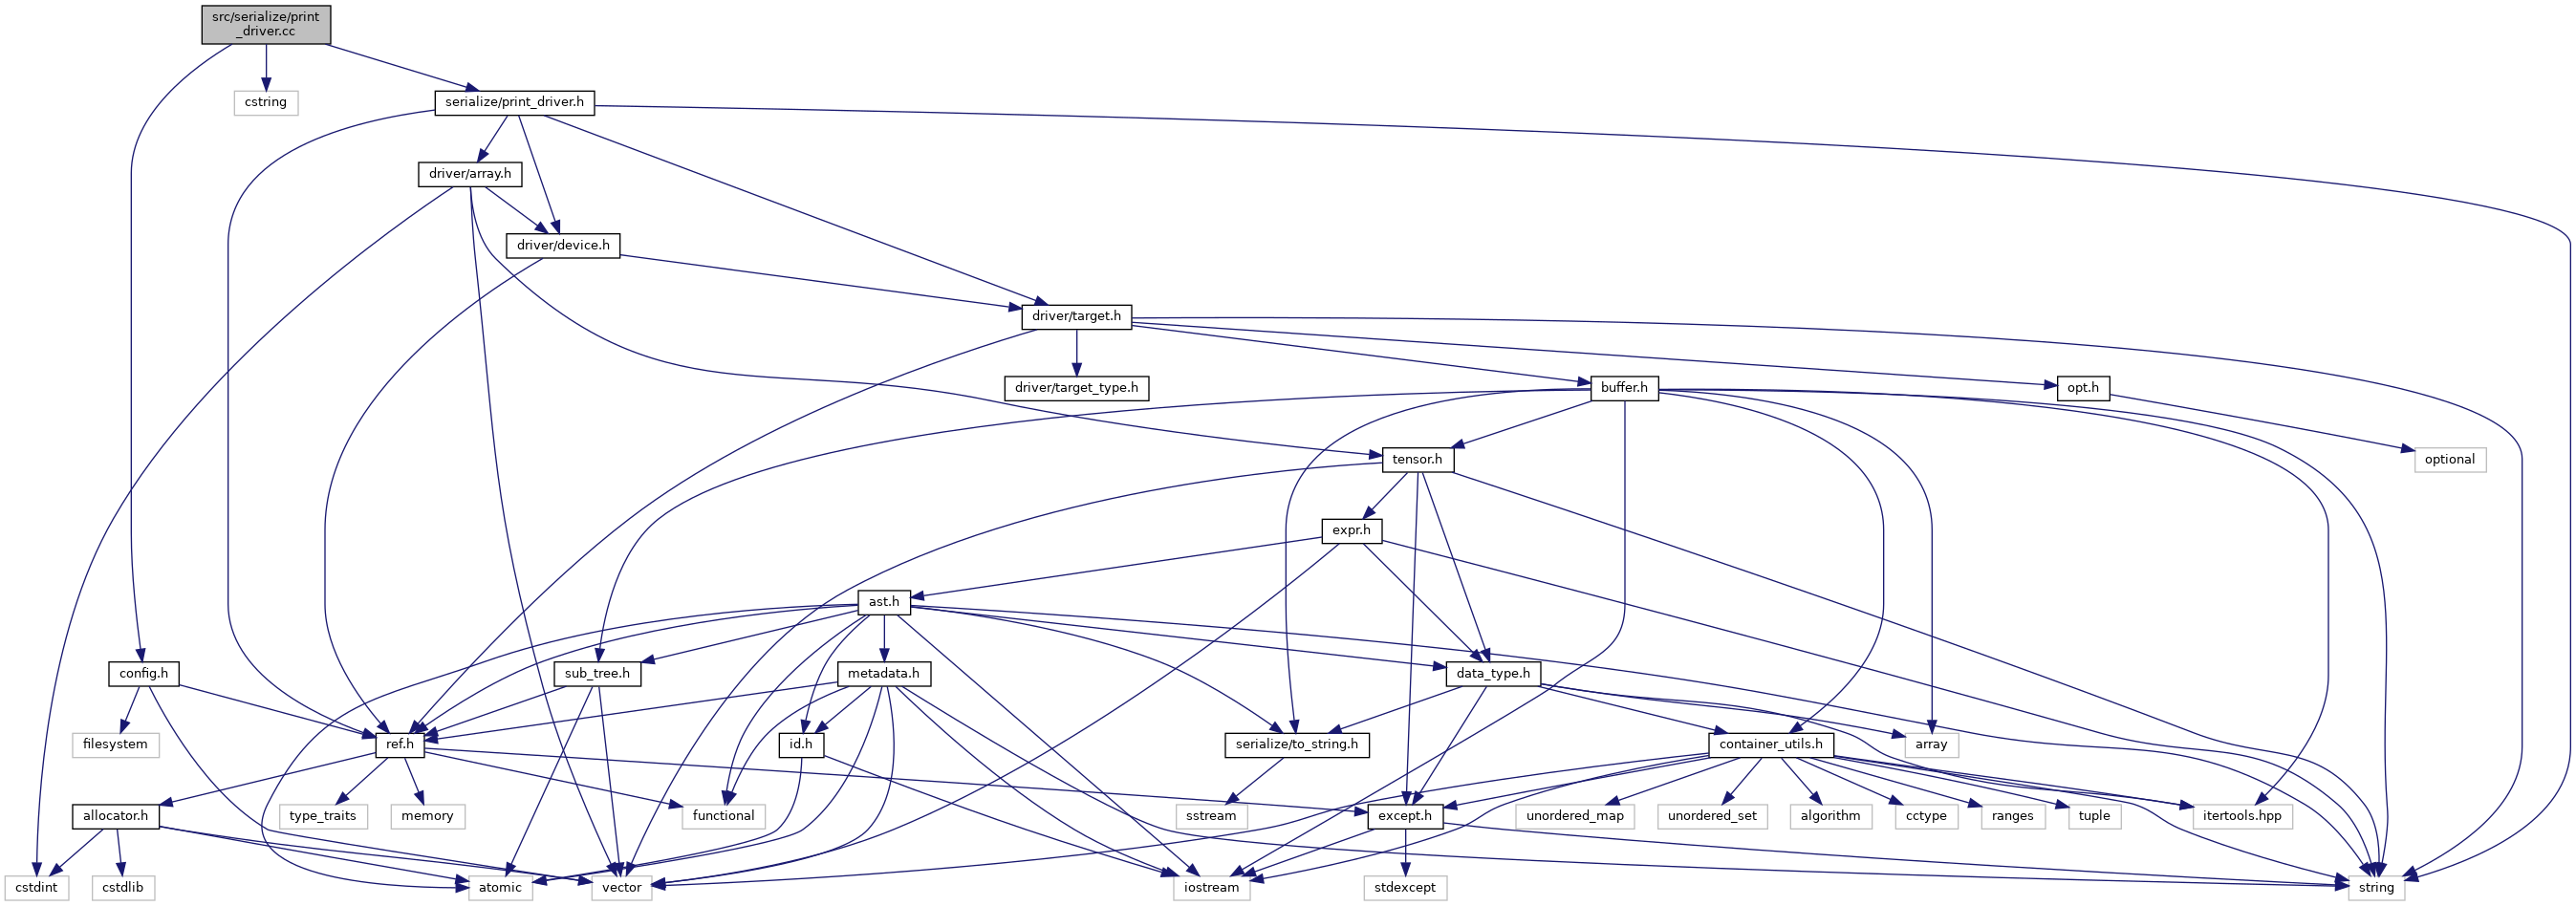 src/serialize/print
_driver.cc
cstring
serialize/print_driver.h
driver/array.h
driver/device.h
driver/target.h
driver/target_type.h
buffer.h
opt.h
tensor.h
optional
expr.h
ast.h
config.h
sub_tree.h
metadata.h
data_type.h
filesystem
ref.h
id.h
serialize/to_string.h
container_utils.h
array
allocator.h
type_traits
memory
functional
sstream
except.h
unordered_map
unordered_set
algorithm
cctype
ranges
tuple
itertools.hpp
cstdint
cstdlib
atomic
vector
iostream
stdexcept
string